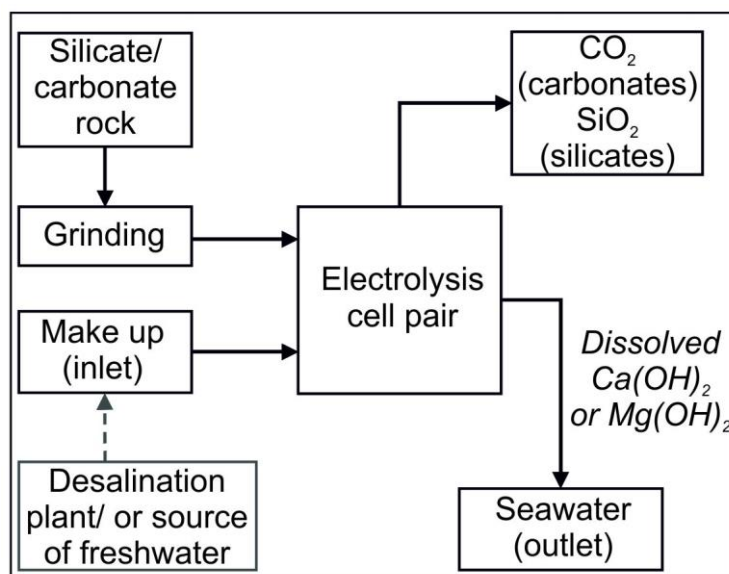 Silicate/
carbonate
rock
Grinding
Make up
(inlet)
Desalination
plant/ or source
of freshwater
Electrolysis
cell pair
CO₂
(carbonates)
SiO₂
(silicates)
Dissolved
Ca(OH)₂
or Mg(OH)₂
Seawater
(outlet)